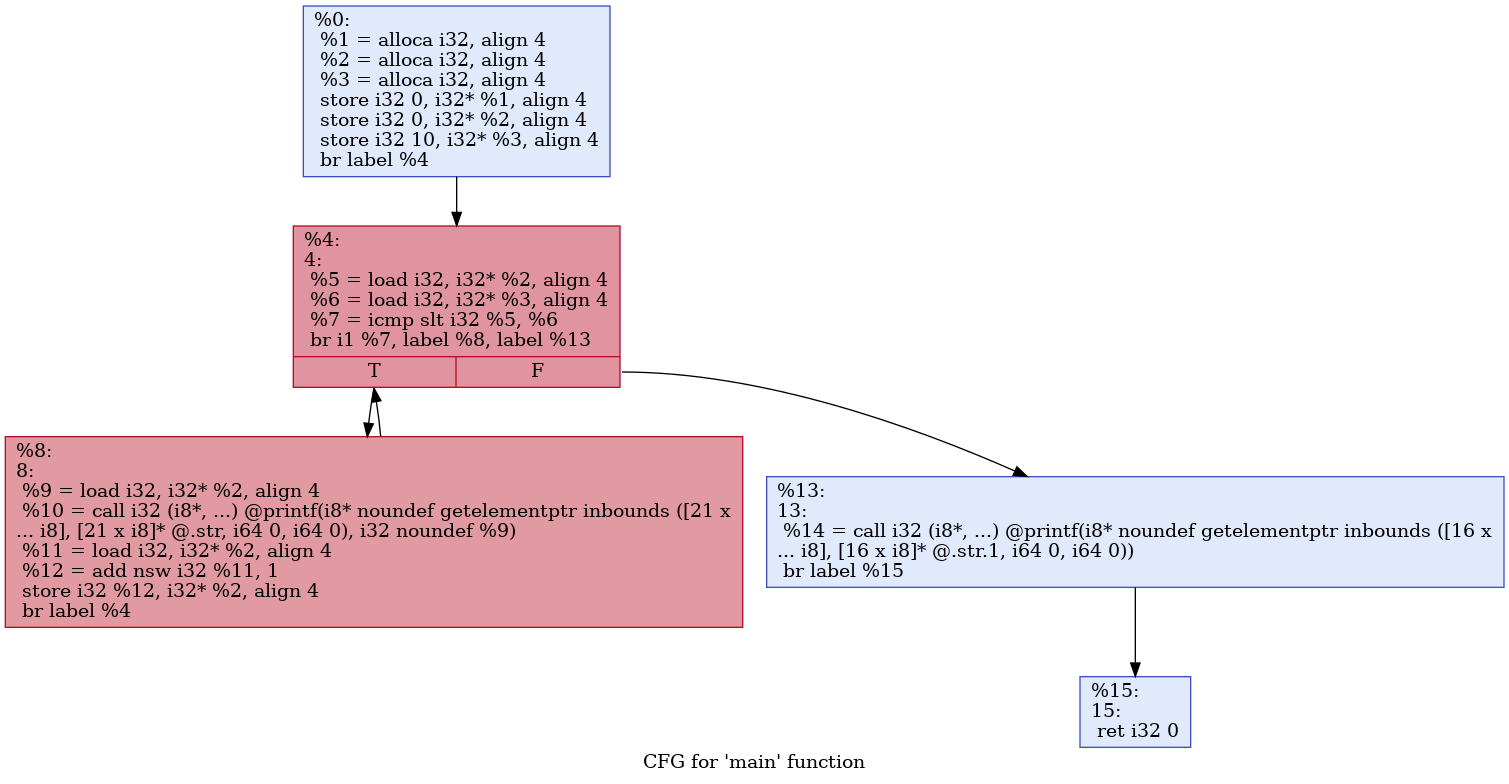 %0:
%1 = alloca i32, align 4
%2 = alloca i32, align 4
%3 = alloca i32, align 4
store i32 0, i32* %1, align 4
store i32 0, i32* %2, align 4
store i32 10, i32* %3, align 4
br label %4
%4:
4:
%5 = load i32, i32* %2, align 4
%6 = load i32, i32* %3, align 4
%7 = icmp slt i32 %5, %6
br i1 %7, label %8, label %13
T F
%8:
8:
%9 = load i32, i32* %2, align 4
%10 = call i32 (i8*, ...) @printf(i8* noundef getelementptr inbounds ([21 x
... i8], [21 x i8]* @.str, i64 0, i64 0), i32 noundef %9)
%11 = load i32, i32* %2, align 4
%12 = add nsw i32 %11, 1
store i32 %12, i32* %2, align 4
br label %4
%13:
13:
%14 = call i32 (i8*, ...) @printf(i8* noundef getelementptr inbounds ([16 x
... i8], [16 x i8]* @.str.1, i64 0, i64 0))
br label %15
%15:
15:
ret i32 0
CFG for 'main' function